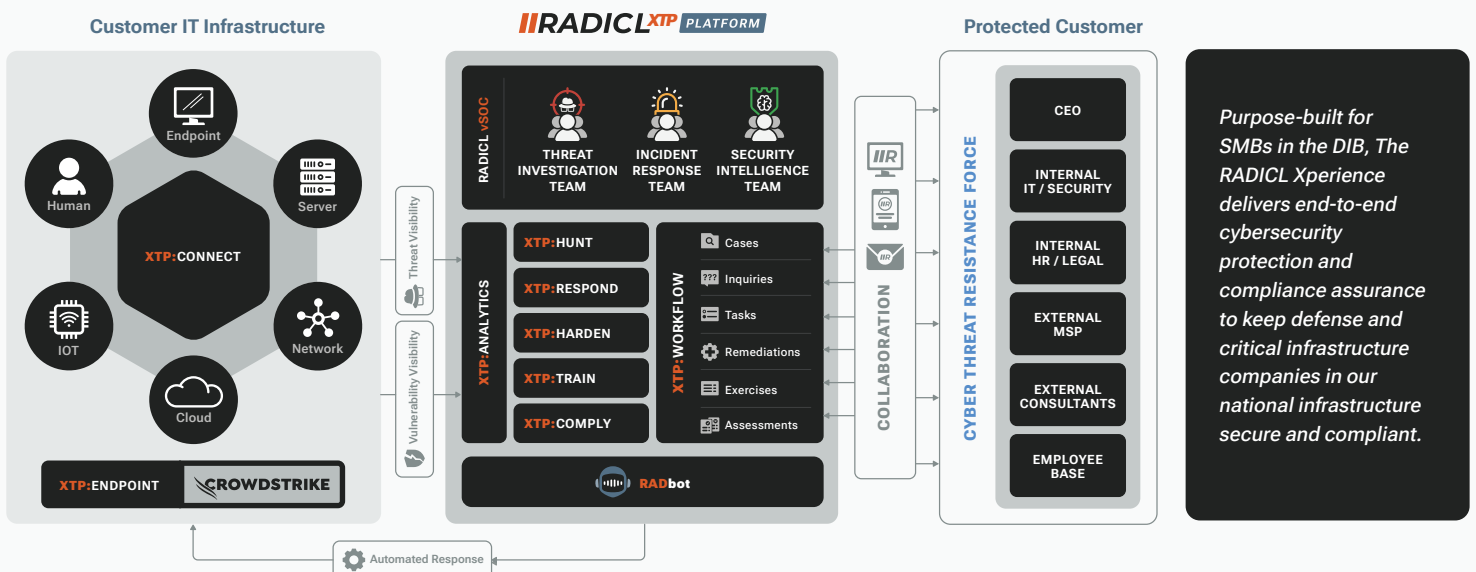 Customer IT Infrastructure
Endpoint
Human
Server
XTP:CONNECT
IOT
Network
Cloud
XTP:ENDPOINT
CROWDSTRIKE
Threat Visibility
Vulnerability Visibility
Automated Response
RADICL XTP PLATFORM
RADICL vSOC
THREAT
INVESTIGATION
TEAM
INCIDENT
RESPONSE
TEAM
SECURITY
INTELLIGENCE
TEAM
XTP:ANALYTICS
XTP:HUNT
XTP:RESPOND
XTP:HARDEN
XTP:TRAIN
XTP:COMPLY
XTP:WORKFLOW
Cases
???
Inquiries
Tasks
Remediations
Exercises
Assessments
RADbot
IIR
IIR
IIR
COLLABORATION
Protected Customer
CYBER THREAT RESISTANCE FORCE
CEO
INTERNAL
IT / SECURITY
INTERNAL
HR / LEGAL
EXTERNAL
MSP
EXTERNAL
CONSULTANTS
EMPLOYEE
BASE
Purpose-built for
SMBs in the DIB, The
RADICL Xperience
delivers end-to-end
cybersecurity
protection and
compliance assurance
to keep defense and
critical infrastructure
companies in our
national infrastructure
secure and compliant.